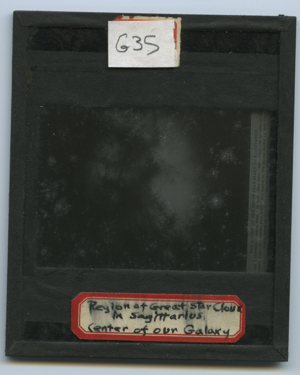 G35
Region of Great Star Cloud
in Sagittarius.
Center of our Galaxy